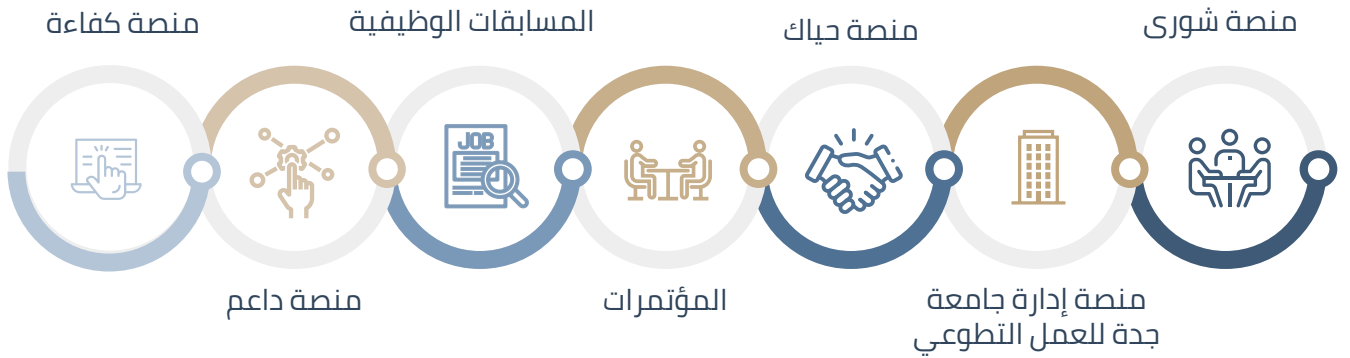 منصة شورى
منصة إدارة جامعة
جدة للعمل التطوعي
منصة حياك
المؤتمرات
المسابقات الوظيفية
JOB
منصة داعم
منصة كفاءة